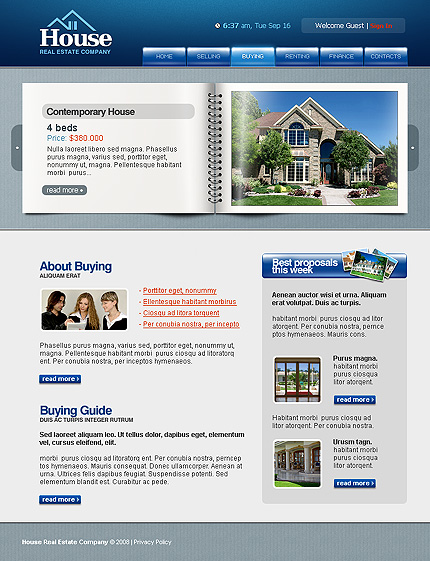 House
REAL ESTATE COMPANY
6:37 am, Tue Sep 16
Welcome Guest | Sign In
HOME SELLING BUYING RENTING FINANCE CONTACTS
Contemporary House
4 beds
Price: $380.000
Nulla laoreet libero sed magna. Phasellus
purus magna, varius sed, porttitor eget,
nonummy ut, magna. Pellentesque habitant
morbi purus...
read more
About Buying
ALIQUAM ERAT
- Porttitor eget, nonummy
- Ellentesque habitant morbirus
- Ciosqu ad litora torquent
- Per conubia nostra, per incepto
Phasellus purus magna, varius sed, porttitor eget, nonummy ut,
magna. Pellentesque habitant morbi purus ciosqu ad litoratorq
ent. Per conubia nostra, per inceptos hymenaeos.
read more
Buying Guide
DUIS AC TURPIS INTEGER RUTRUM
Sed laoreet aliquam leo. Ut tellus dolor, dapibus eget, elementum
vel, cursus eleifend, elit.
morbi purus ciosqu ad litoratorq ent. Per conubia nostra, percenep
tos hymenaeos. Mauris consequat. Donec ullamcorper. Aenean at
urna. Ultrices felis dapibus feugiat. Suspendisse potenti. Sed
elementum blandit est. Curabitur ac pede.
read more
Best proposals
this week
Aenean auctor wisi et urna. Aliquam
erat volutpat. Duis ac turpis.
habitant morbi purus ciosqu ad litor
atorqent. Per conubia nostra, pernce
ptos hymenaeos. Mauris cons.
Purus magna.
habitant morbi
purus ciosqua
litor atorqent.
read more
Habitant morbi purus ciosqu ad
litor atorqent. Per conubia nostra.
Urusm tagn.
habitant morbi
purus ciosqua
litor atorqent.
read more
House Real Estate Company © 2008 | Privacy Policy